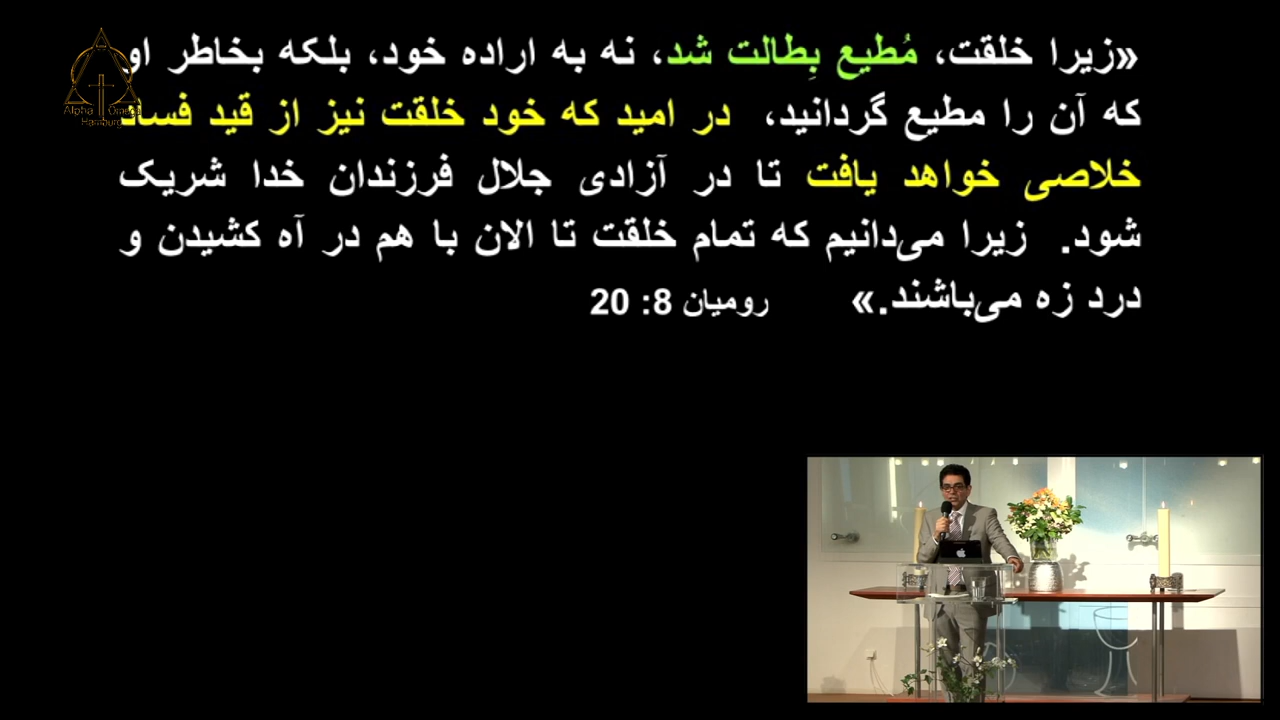 «زیرا خلقت، مُطیع بِطالت شد، نه به اراده خود، بلکه بخاطر او
که آن را مطیع گردانید، در امید که خود خلقت نیز از قید فساد
خلاصی خواهد یافت تا در آزادی جلال فرزندان خدا شریک
شود. زیرا می‌دانیم که تمام خلقت تا الان با هم در آه کشیدن و
درد زه می‌باشند.» رومیان 8: 20
Alpha Omega
Hamburg